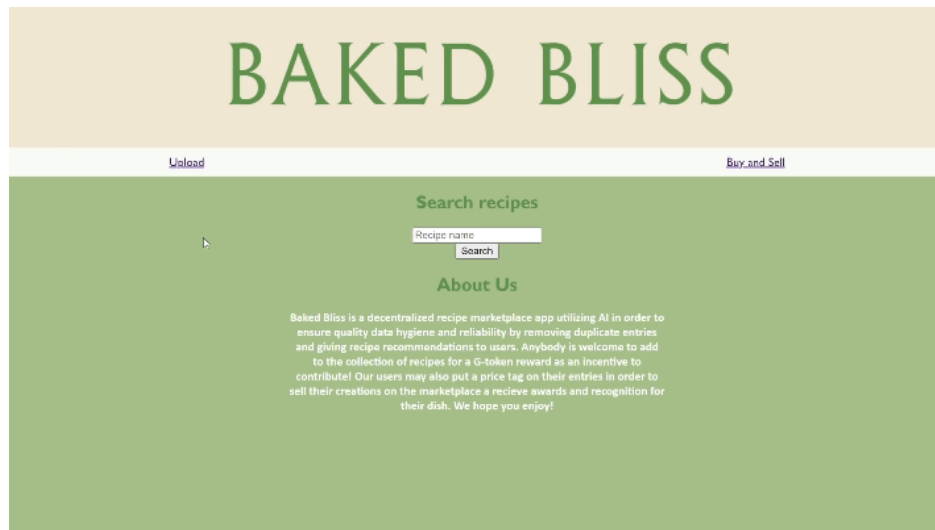 BAKED BLISS
Upload
Buy and Sell
Search recipes
Recipe name
Search
About Us
Baked Bliss is a decentralized recipe marketplace app utilizing AI in order to
ensure quality data hygiene and reliability by removing duplicate entries
and giving recipe recommendations to users. Anybody is welcome to add
to the collection of recipes for a G-token reward as an incentive to
contribute! Our users may also put a price tag on their entries in order to
sell their creations on the marketplace a recieve awards and recognition for
their dish. We hope you enjoy!